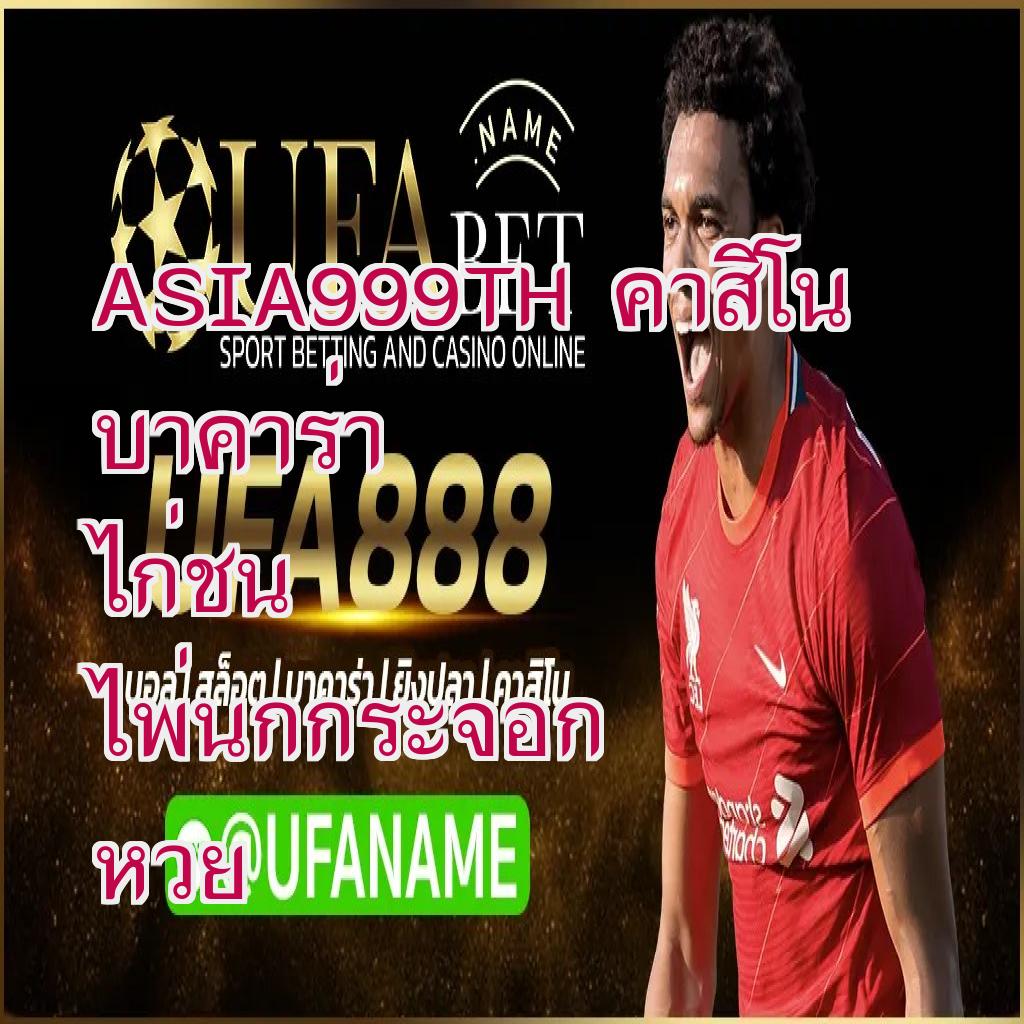 .NAME
UFA
BET
ASIA999TH คาสิโน
SPORT BETTING AND CASINO ONLINE
บาคาร่า
UFA888
ไก่ชน
บอล | สล็อต | บาคาร่า | ยิงปลา | คาสิโน
ไพ่นกกระจอก
หวย
@UFANAME